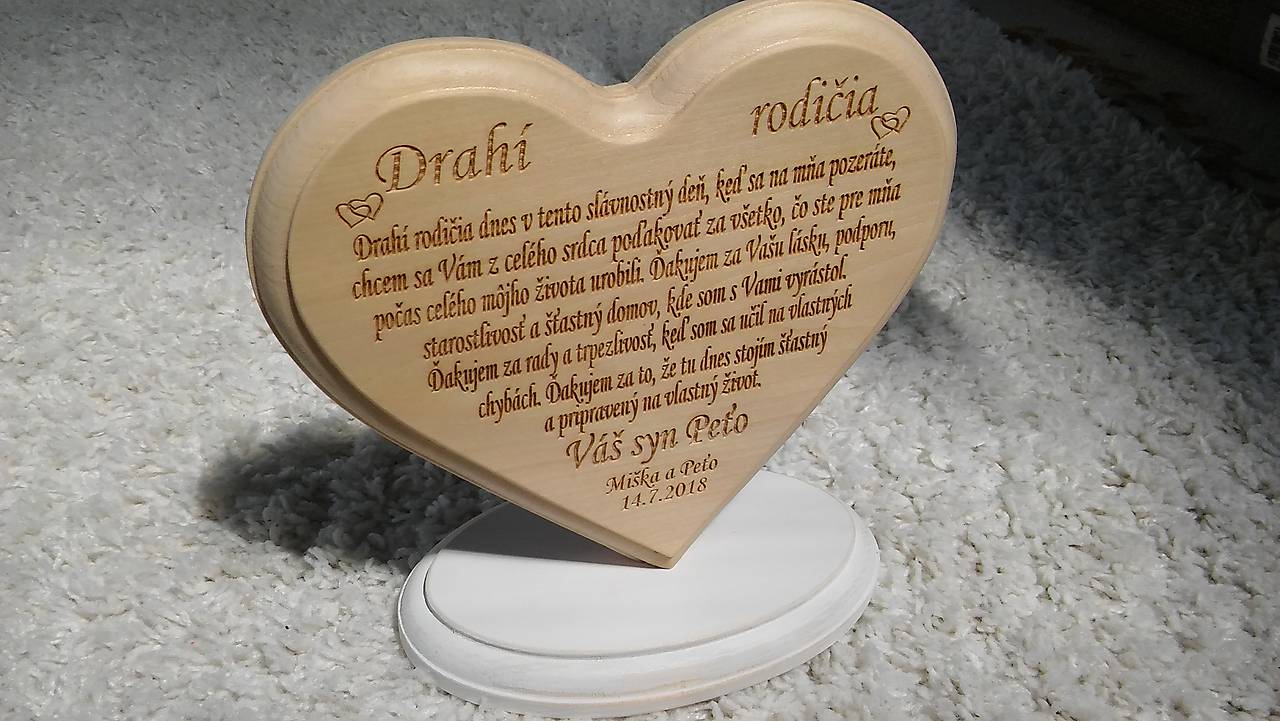 Drahí rodičia
Drahí rodičia dnes v tento slávnostný deň, keď sa na mňa pozeráte,
chcem sa Vám z celého srdca poďakovať za všetko, čo ste pre mňa
počas celého môjho života urobili. Ďakujem za Vašu lásku, podporu,
starostlivosť a šťastný domov, kde som s Vami vyrástol.
Ďakujem za rady a trpezlivosť, keď som sa učil na vlastných
chybách. Ďakujem za to, že tu dnes stojím šťastný
a pripravený na vlastný život.
Váš syn Peťo
Miška a Peťo
14.7.2018